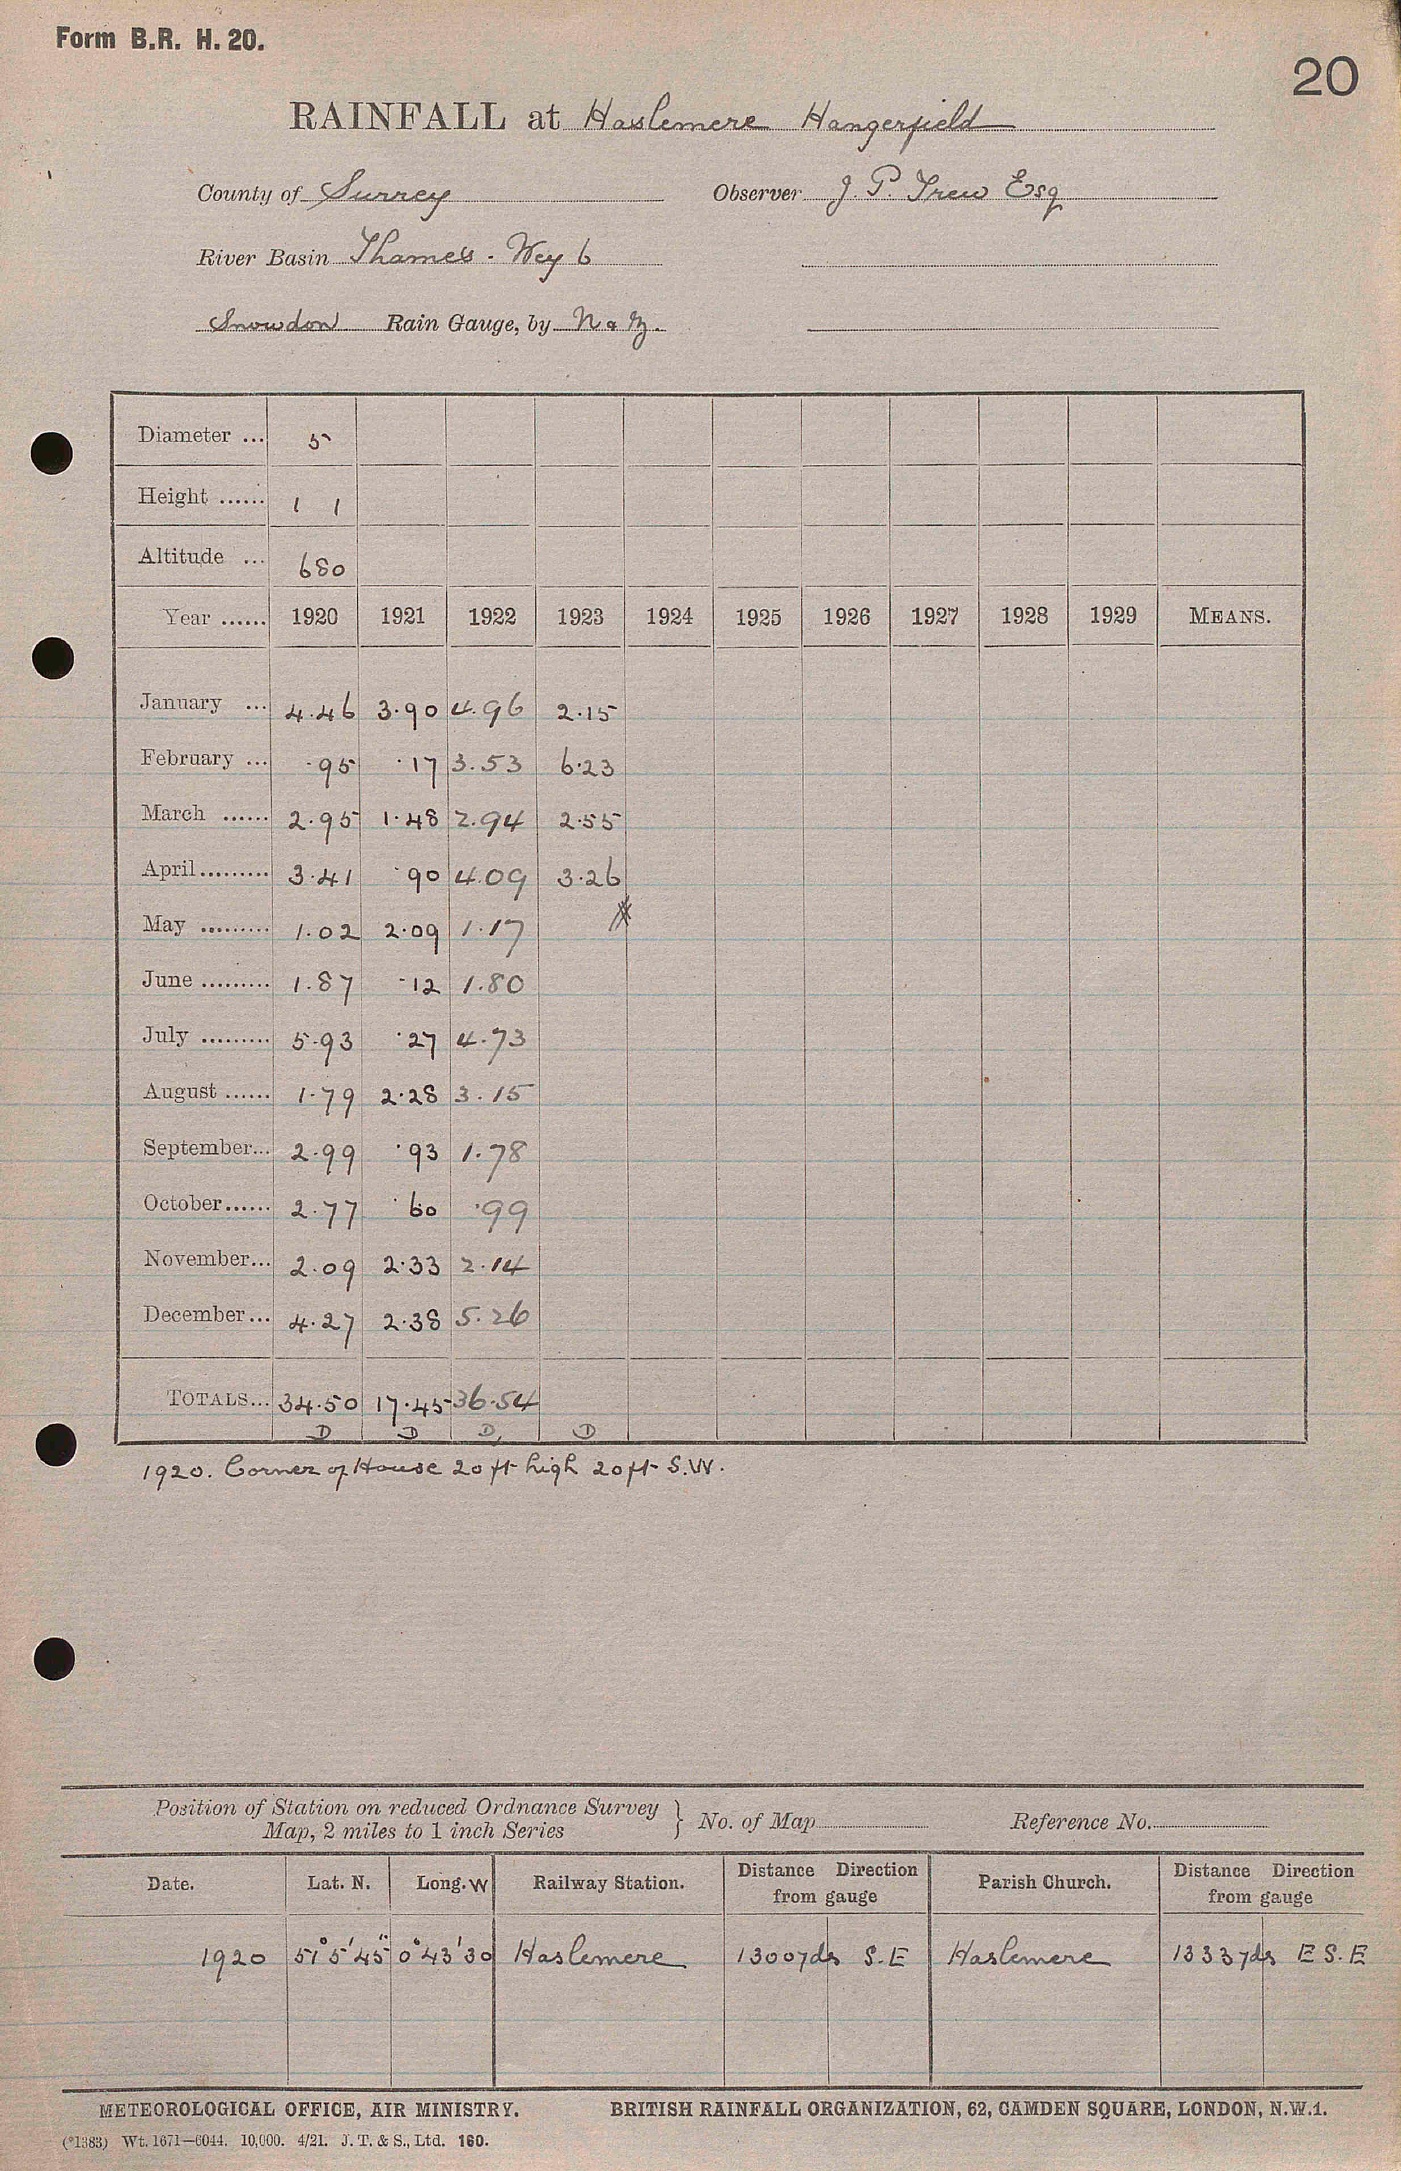 Form B.R. H. 20.
20
RAINFALL at Haslemere Hangerfield
County of Surrey Observer J. P. Trew Esq
River Basin Thames - Wey 6
Snowdon Rain Gauge, by N & Z.
Diameter ... 5
Height ...... 1 1
Altitude ... 680
Year ...... 1920 1921 1922 1923 1924 1925 1926 1927 1928 1929 MEANS.
January ... 4.46 3.90 4.96 2.15
February ... .95 .17 3.53 6.23
March ...... 2.95 1.48 2.94 2.55
April......... 3.41 .90 4.09 3.26
May ......... 1.02 2.09 1.17
June ......... 1.87 .12 1.80
July ......... 5.93 .27 4.73
August ...... 1.79 2.28 3.15
September... 2.99 .93 1.78
October...... 2.77 .60 .99
November... 2.09 2.33 2.14
December... 4.27 2.38 5.26
TOTALS... 34.50 17.45 36.54
D D D D
1920. Corner of House 20 ft high 20 ft S.W.
Position of Station on reduced Ordnance Survey
Map, 2 miles to 1 inch Series } No. of Map Reference No.
Date. Lat. N. Long. W Railway Station. Distance Direction from gauge Parish Church. Distance Direction from gauge
1920 51° 5' 45" 0° 43' 30 Haslemere 1300 yds S.E Haslemere 1333 yds E S.E
METEOROLOGICAL OFFICE, AIR MINISTRY. BRITISH RAINFALL ORGANIZATION, 62, CAMDEN SQUARE, LONDON, N.W.1.
(*1383) Wt. 1671—6044. 10,000. 4/21. J. T. & S., Ltd. 160.